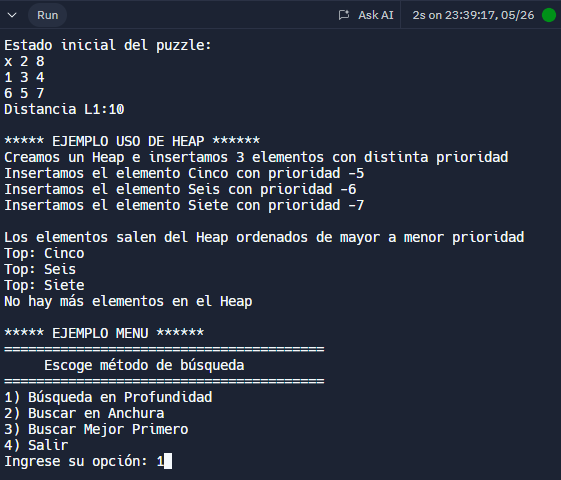 Run
Ask AI
2s on 23:39:17, 05/26
Estado inicial del puzzle:
x 2 8
1 3 4
6 5 7
Distancia L1:10
***** EJEMPLO USO DE HEAP ******
Creamos un Heap e insertamos 3 elementos con distinta prioridad
Insertamos el elemento Cinco con prioridad -5
Insertamos el elemento Seis con prioridad -6
Insertamos el elemento Siete con prioridad -7
Los elementos salen del Heap ordenados de mayor a menor prioridad
Top: Cinco
Top: Seis
Top: Siete
No hay más elementos en el Heap
***** EJEMPLO MENU ******
========================================
Escoge método de búsqueda
========================================
1) Búsqueda en Profundidad
2) Buscar en Anchura
3) Buscar Mejor Primero
4) Salir
Ingrese su opción: 1